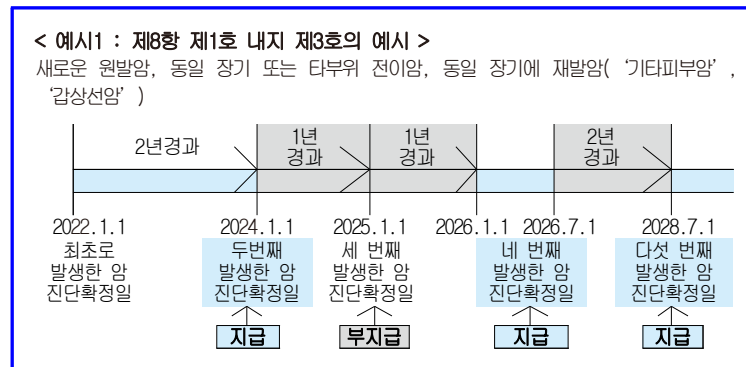 < 예시1 : 제8항 제1호 내지 제3호의 예시 >
새로운 원발암, 동일 장기 또는 타부위 전이암, 동일 장기에 재발암( ‘기타피부암’ ,
‘갑상선암’ )
2년경과
1년
경과
1년
경과
2년
경과
2022.1.1
최초로
발생한 암
진단확정일
2024.1.1
두번째
발생한 암
진단확정일
지급
2025.1.1
세 번째
발생한 암
진단확정일
부지급
2026.1.1
2026.7.1
네 번째
발생한 암
진단확정일
지급
2028.7.1
다섯 번째
발생한 암
진단확정일
지급